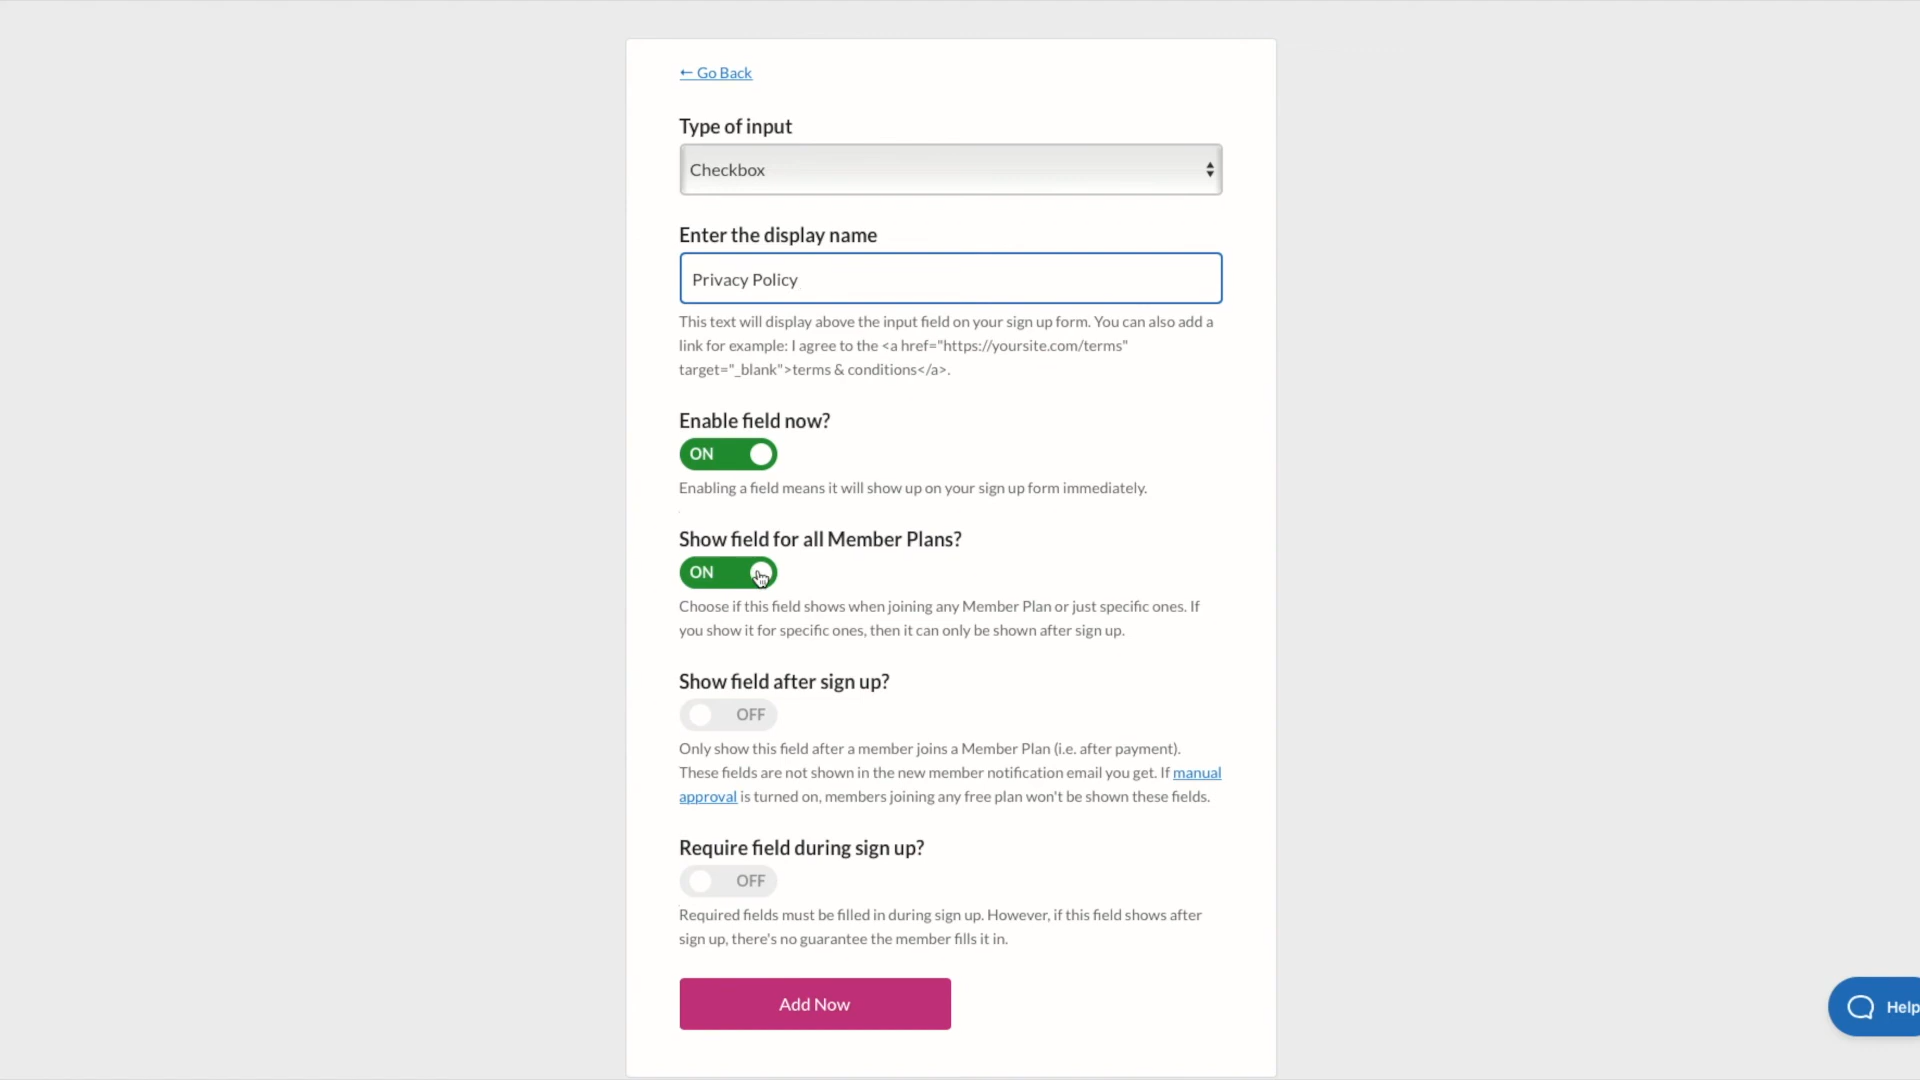 ← Go Back
Type of input
Checkbox
Enter the display name
Privacy Policy
This text will display above the input field on your sign up form. You can also add a
link for example: I agree to the <a href="https://yoursite.com/terms"
target="_blank">terms & conditions</a>.
Enable field now?
ON
Enabling a field means it will show up on your sign up form immediately.
Show field for all Member Plans?
ON
Choose if this field shows when joining any Member Plan or just specific ones. If
you show it for specific ones, then it can only be shown after sign up.
Show field after sign up?
OFF
Only show this field after a member joins a Member Plan (i.e. after payment).
These fields are not shown in the new member notification email you get. If manual
approval is turned on, members joining any free plan won't be shown these fields.
Require field during sign up?
OFF
Required fields must be filled in during sign up. However, if this field shows after
sign up, there's no guarantee the member fills it in.
Add Now
Help